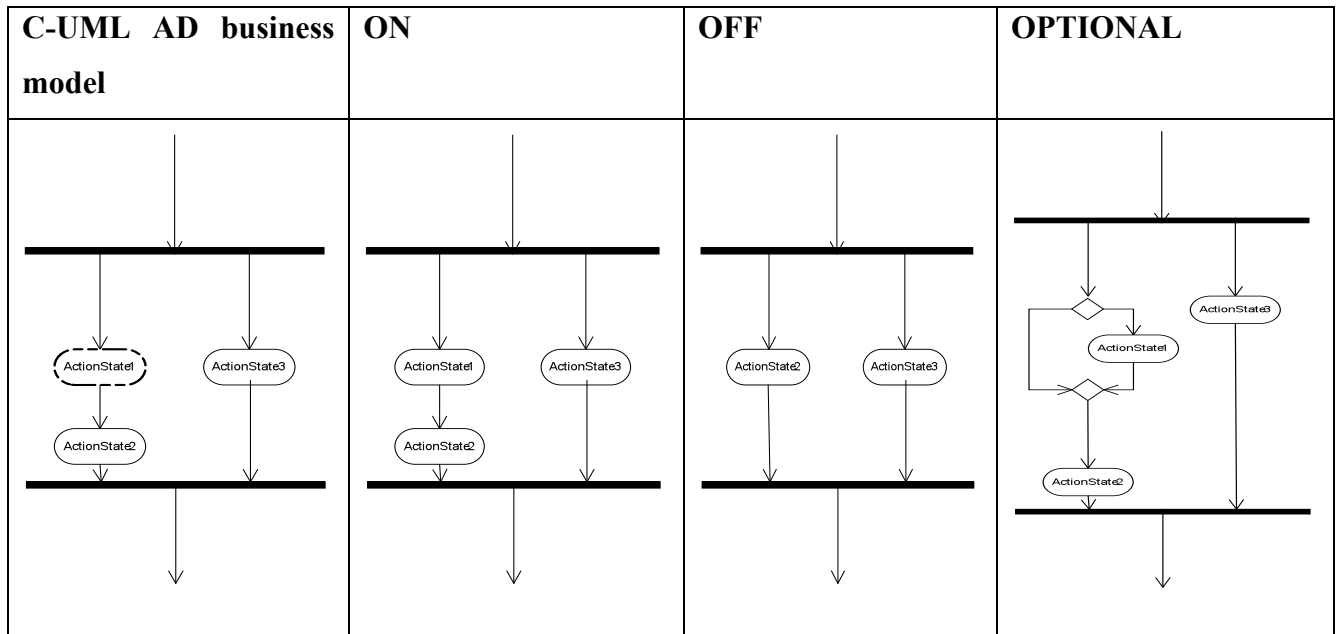 C-UML AD business
model
ON
OFF
OPTIONAL
ActionState1
ActionState3
ActionState2
ActionState1
ActionState3
ActionState2
ActionState2
ActionState3
ActionState3
ActionState1
ActionState2